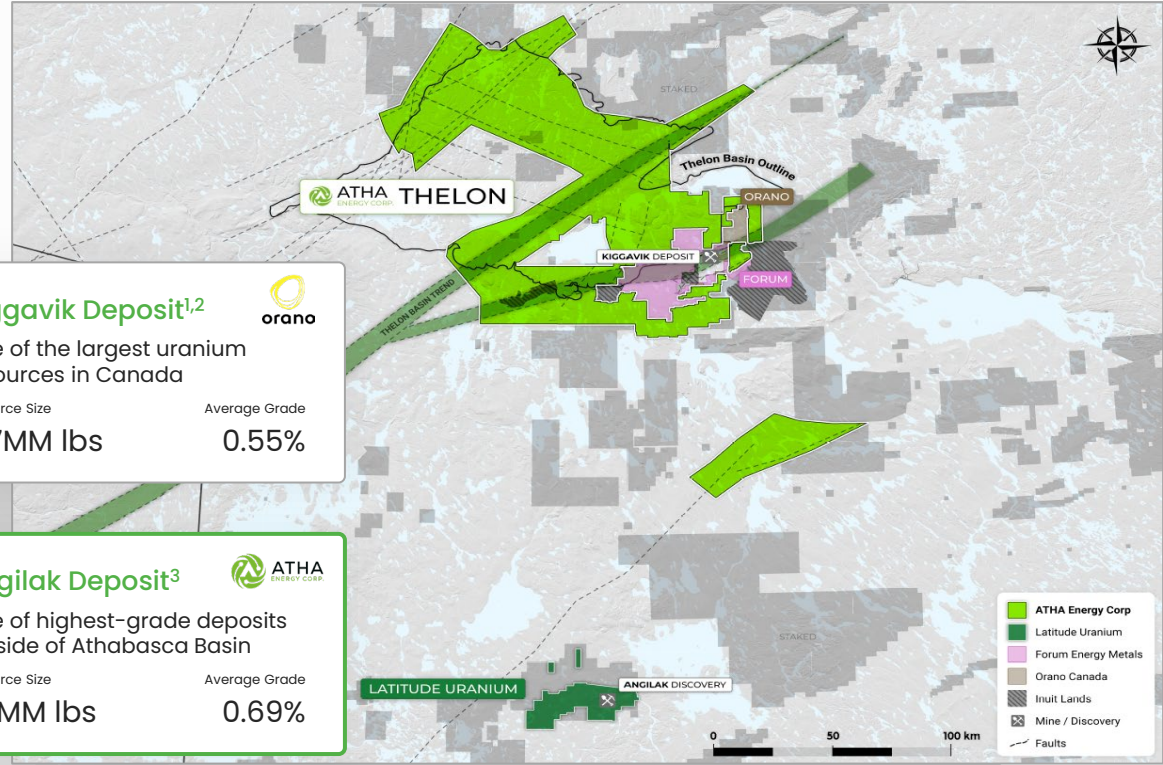 STAKED
Thelon Basin Outline
ATHA
ENERGY CORP.
THELON
ORANO
KIGGAVIK DEPOSIT
FORUM
THELON BASIN TREND
ggavik Deposit1,2
orano
e of the largest uranium
ources in Canada
rce Size
Average Grade
MM lbs
0.55%
gilak Deposit3
ATHA
ENERGY CORP.
e of highest-grade deposits
side of Athabasca Basin
rce Size
Average Grade
MM lbs
0.69%
STAKED
LATITUDE URANIUM
ANGILAK DISCOVERY
0 50 100 km
ATHA Energy Corp
Latitude Uranium
Forum Energy Metals
Orano Canada
Inuit Lands
Mine / Discovery
Faults